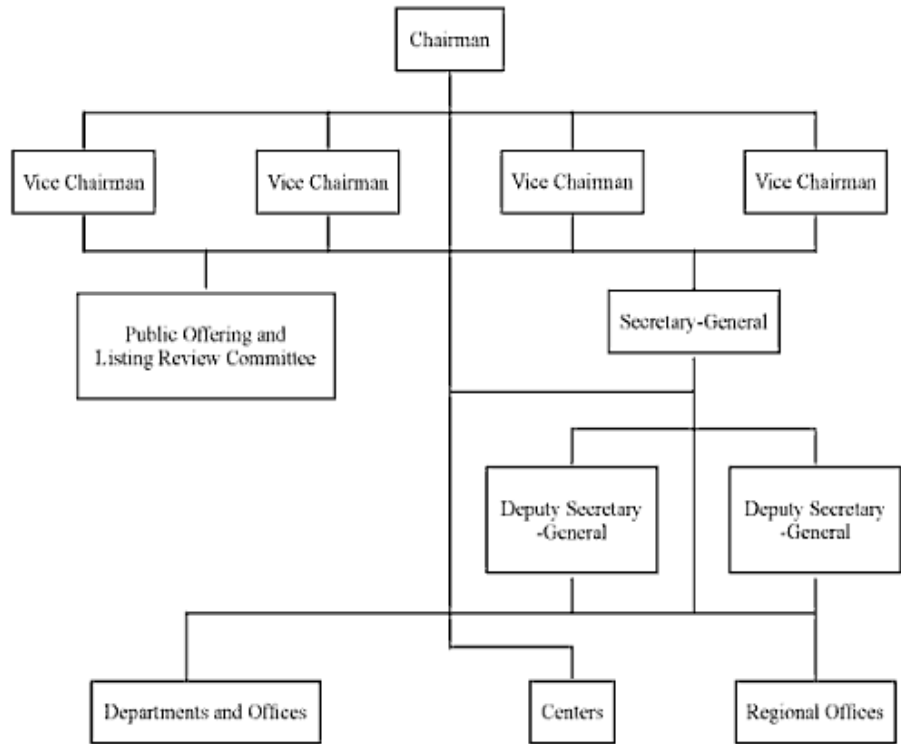 Chairman
Vice Chairman
Vice Chairman
Vice Chairman
Vice Chairman
Public Offering and
Listing Review Committee
Secretary-General
Deputy Secretary
-General
Deputy Secretary
-General
Departments and Offices
Centers
Regional Offices